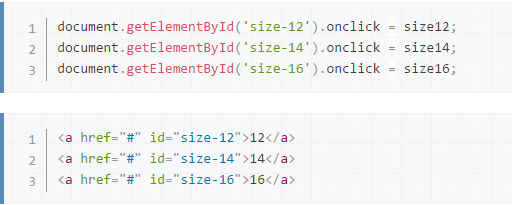 1 document.getElementById('size-12').onclick = size12;
2 document.getElementById('size-14').onclick = size14;
3 document.getElementById('size-16').onclick = size16;
1 <a href="#" id="size-12">12</a>
2 <a href="#" id="size-14">14</a>
3 <a href="#" id="size-16">16</a>